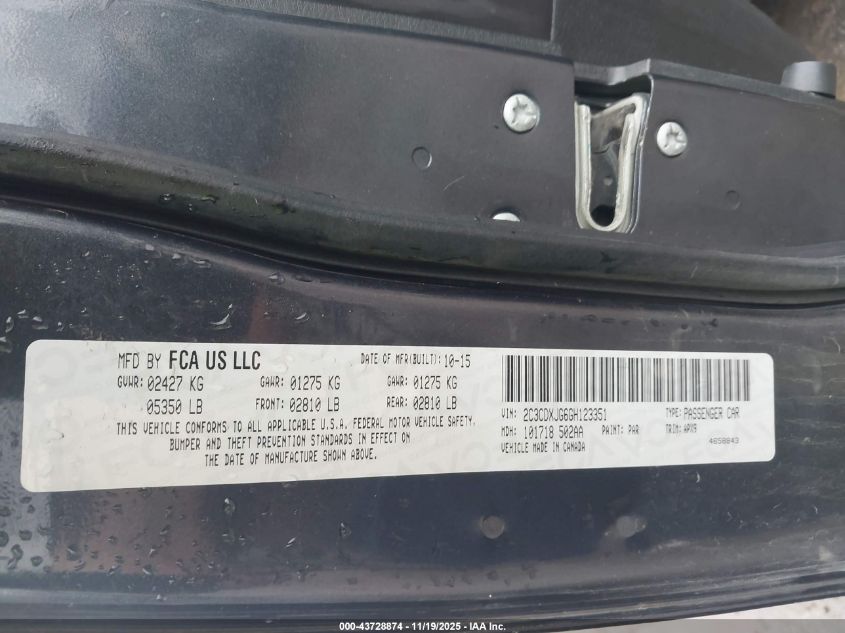 MFD BY FCA US LLC DATE OF MFR(BUILT): 10-15
GVWR: 02427 KG GAWR: 01275 KG GAWR: 01275 KG
05350 LB FRONT: 02810 LB REAR: 02810 LB
THIS VEHICLE CONFORMS TO ALL APPLICABLE U.S.A. FEDERAL MOTOR VEHICLE SAFETY,
BUMPER AND THEFT PREVENTION STANDARDS IN EFFECT ON
THE DATE OF MANUFACTURE SHOWN ABOVE.
VIN: 2C3CDXJG6GH123351 TYPE: PASSENGER CAR
MDH: 101718 502AA PAINT: PAR TRIM: APX9
VEHICLE MADE IN CANADA 4658843
000-43728874 - 11/19/2025 - IAA Inc.